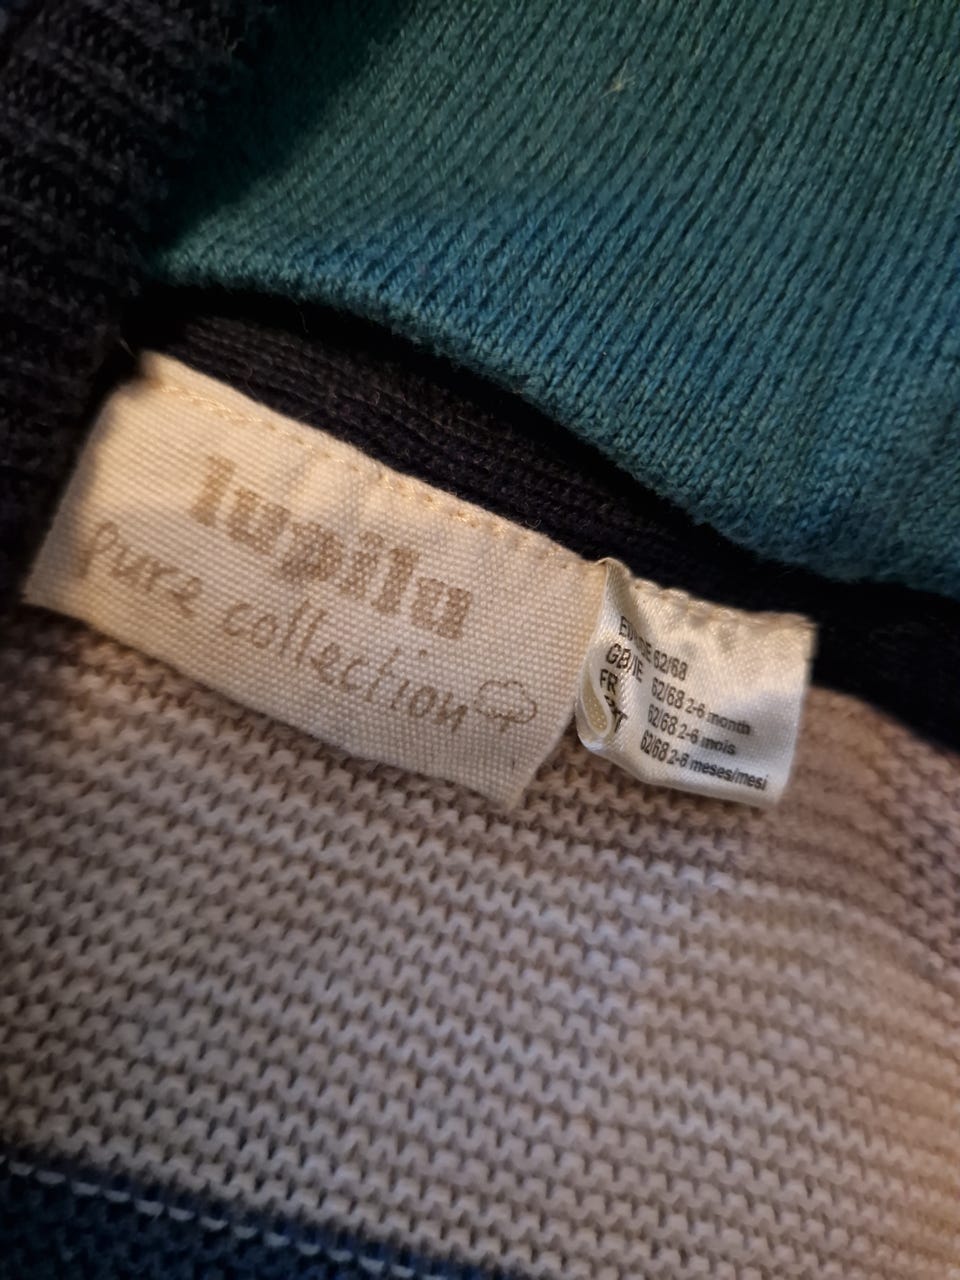 lupilu
pure collection
62/68
GB/IE 62/68 2-6 month
FR 62/68 2-6 mois
62/68 2-6 meses/mesi